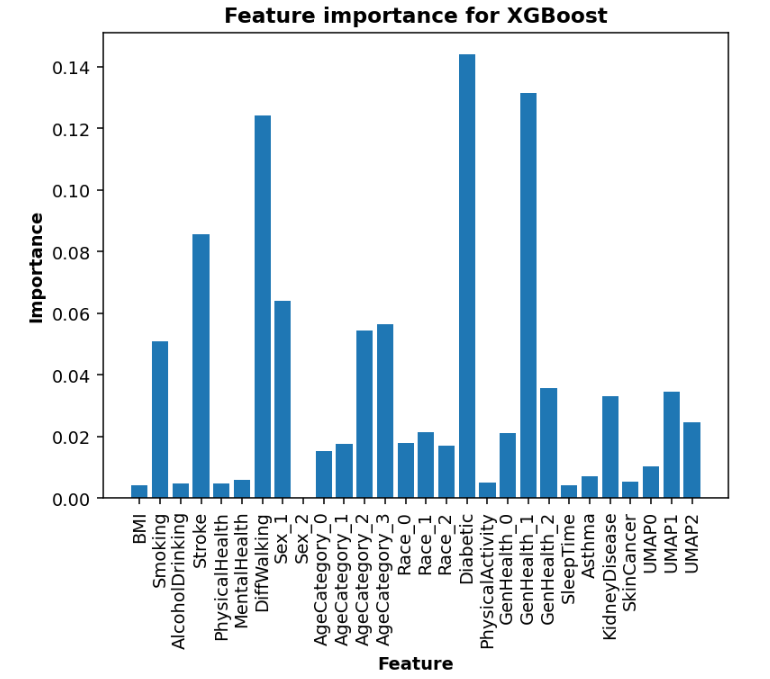 Feature importance for XGBoost
Importance
0.14
0.12
0.10
0.08
0.06
0.04
0.02
0.00
BMI
Smoking
AlcoholDrinking
Stroke
PhysicalHealth
MentalHealth
DiffWalking
Sex_1
Sex_2
AgeCategory_0
AgeCategory_1
AgeCategory_2
AgeCategory_3
Race_0
Race_1
Race_2
Diabetic
PhysicalActivity
GenHealth_0
GenHealth_1
GenHealth_2
SleepTime
Asthma
KidneyDisease
SkinCancer
UMAP0
UMAP1
UMAP2
Feature